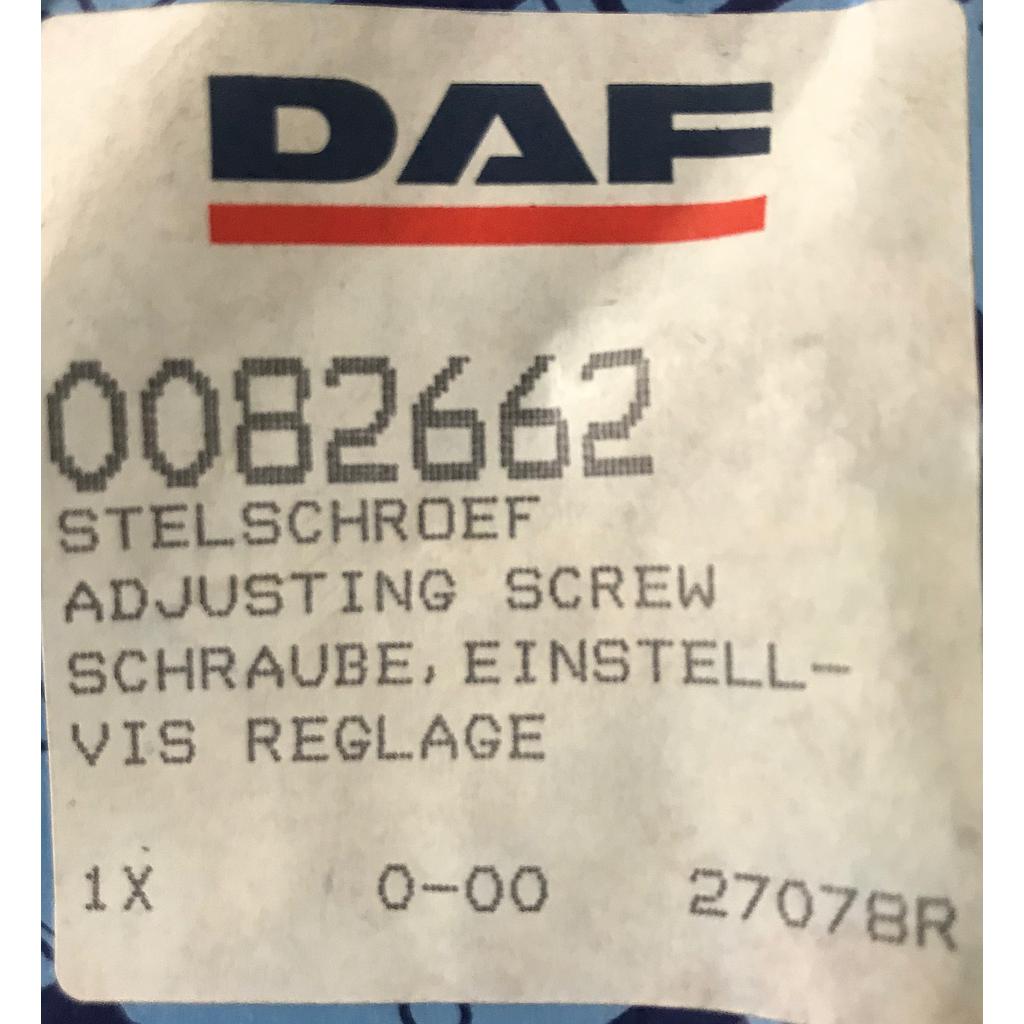 DAF
0082662
STELSCHROEF
ADJUSTING SCREW
SCHRAUBE, EINSTELL-
VIS REGLAGE
1X 0-00 27078R